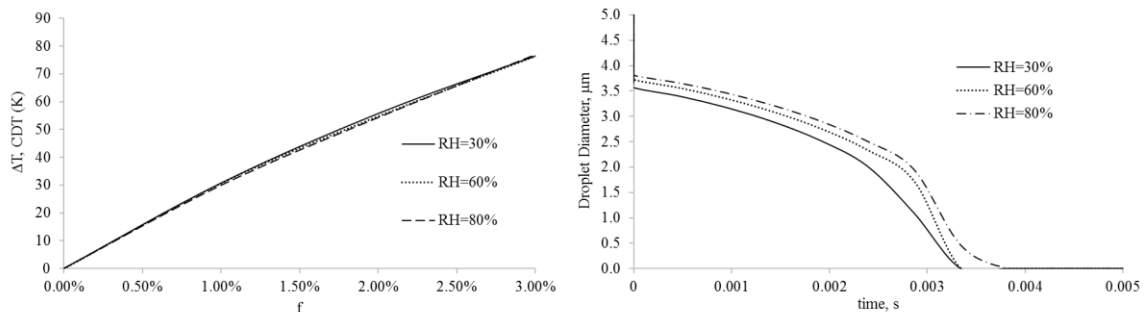 90
80
70
60
50
40
30
20
10
0
ΔT, CDT (K)
0.00% 0.50% 1.00% 1.50% 2.00% 2.50% 3.00%
f
RH=30%
RH=60%
RH=80%
5.0
4.5
4.0
3.5
3.0
2.5
2.0
1.5
1.0
0.5
0.0
Droplet Diameter, μm
0 0.001 0.002 0.003 0.004 0.005
time, s
RH=30%
RH=60%
RH=80%